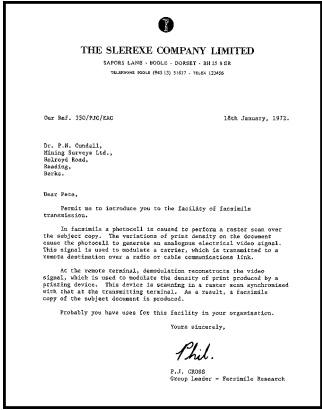 THE SLEREXE COMPANY LIMITED
SAPORS LANE - BOOLE - DORSET - BH 25 8 ER
TELEPHONE BOOLE (945 13) 51617 - TELEX 123456
Our Ref. 350/PJC/EAC
18th January, 1972.
Dr. P.N. Cundall,
Mining Surveys Ltd.,
Holroyd Road,
Reading,
Berks.
Dear Pete,
Permit me to introduce you to the facility of facsimile
transmission.
In facsimile a photocell is caused to perform a raster scan over
the subject copy. The variations of print density on the document
cause the photocell to generate an analogous electrical video signal.
This signal is used to modulate a carrier, which is transmitted to a
remote destination over a radio or cable communications link.
At the remote terminal, demodulation reconstructs the video
signal, which is used to modulate the density of print produced by a
printing device. This device is scanning in a raster scan synchronised
with that at the transmitting terminal. As a result, a facsimile
copy of the subject document is produced.
Probably you have uses for this facility in your organisation.
Yours sincerely,
Phil.
P.J. CROSS
Group Leader - Facsimile Research